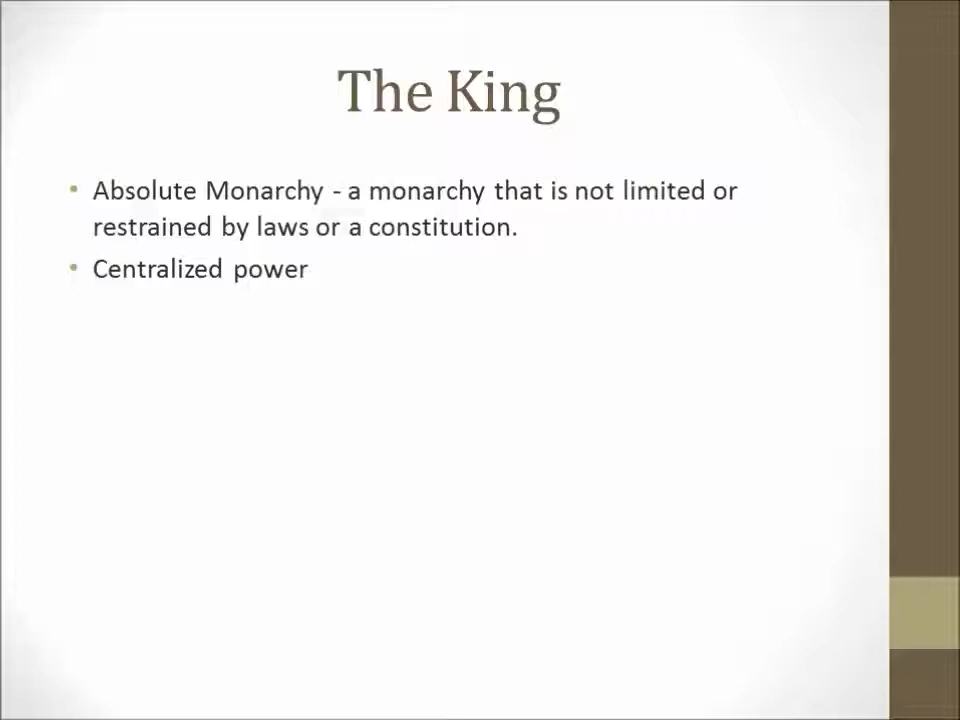 The King
• Absolute Monarchy - a monarchy that is not limited or
restrained by laws or a constitution.
• Centralized power